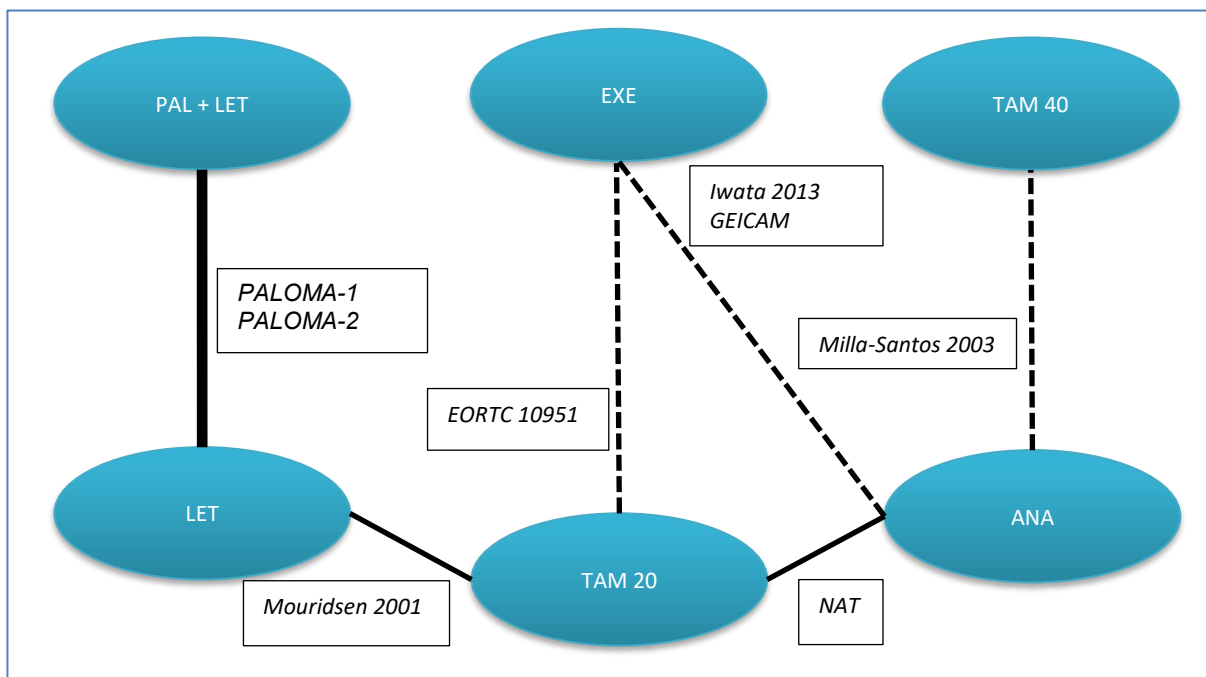 PAL + LET
EXE
TAM 40
Iwata 2013
GEICAM
PALOMA-1
PALOMA-2
Milla-Santos 2003
EORTC 10951
LET
TAM 20
ANA
Mouridsen 2001
NAT